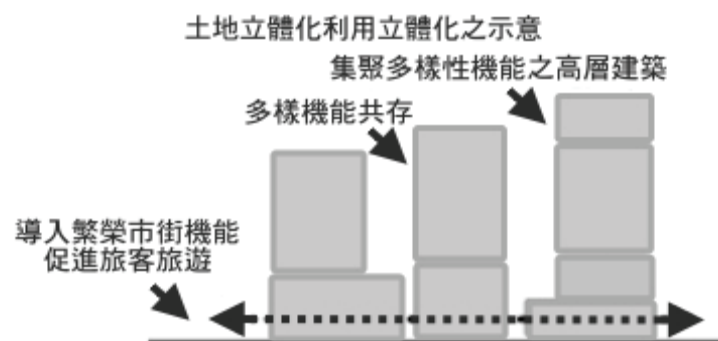 土地立體化利用立體化之示意
集聚多樣性機能之高層建築
多樣機能共存
導入繁榮市街機能
促進旅客旅遊